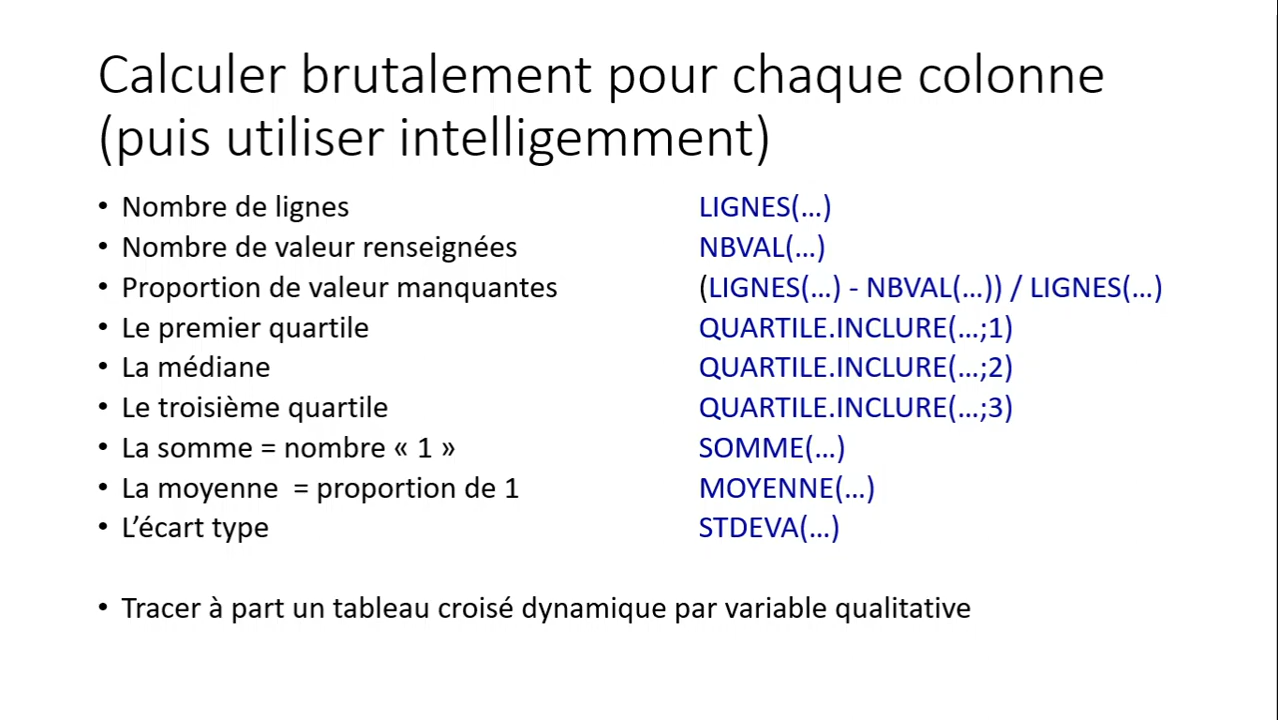 Calculer brutalement pour chaque colonne
(puis utiliser intelligemment)
• Nombre de lignes LIGNES(...)
• Nombre de valeur renseignées NBVAL(...)
• Proportion de valeur manquantes (LIGNES(...) - NBVAL(...)) / LIGNES(...)
• Le premier quartile QUARTILE.INCLURE(...;1)
• La médiane QUARTILE.INCLURE(...;2)
• Le troisième quartile QUARTILE.INCLURE(...;3)
• La somme = nombre « 1 » SOMME(...)
• La moyenne = proportion de 1 MOYENNE(...)
• L’écart type STDEVA(...)
• Tracer à part un tableau croisé dynamique par variable qualitative